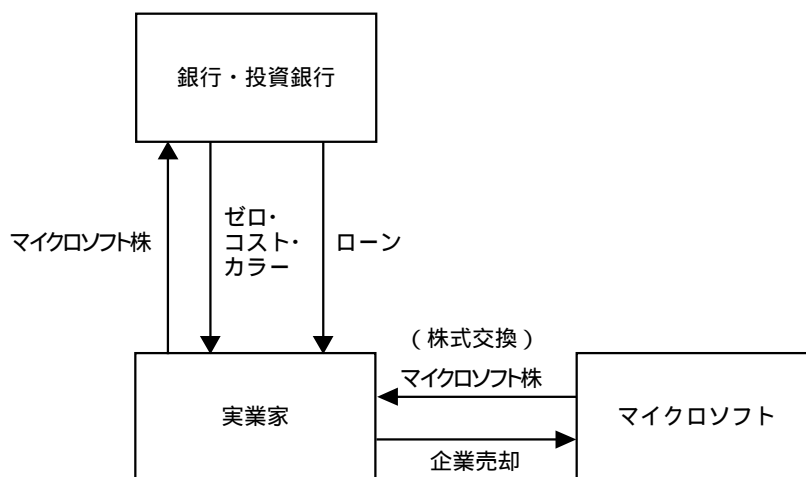 銀行・投資銀行
マイクロソフト株
ゼロ・
コスト・
カラー
ローン
（株式交換）
マイクロソフト株
実業家
マイクロソフト
企業売却